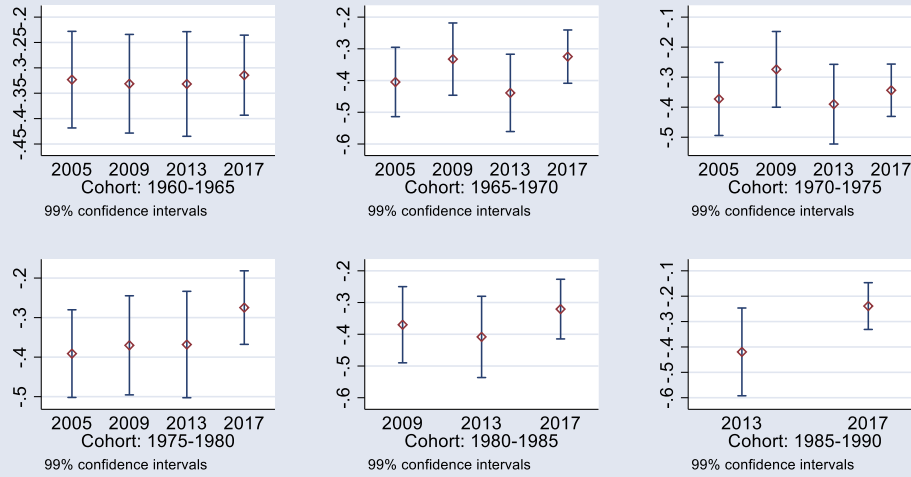 -.45-.4-.35-.3-.25-.2
2005 2009 2013 2017
Cohort: 1960-1965
99% confidence intervals
-.6 -.5 -.4 -.3 -.2
2005 2009 2013 2017
Cohort: 1965-1970
99% confidence intervals
-.5 -.4 -.3 -.2 -.1
2005 2009 2013 2017
Cohort: 1970-1975
99% confidence intervals
-.5 -.4 -.3 -.2
2005 2009 2013 2017
Cohort: 1975-1980
99% confidence intervals
-.6 -.5 -.4 -.3 -.2
2009 2013 2017
Cohort: 1980-1985
99% confidence intervals
-.6 -.5 -.4 -.3 -.2 -.1
2013 2017
Cohort: 1985-1990
99% confidence intervals